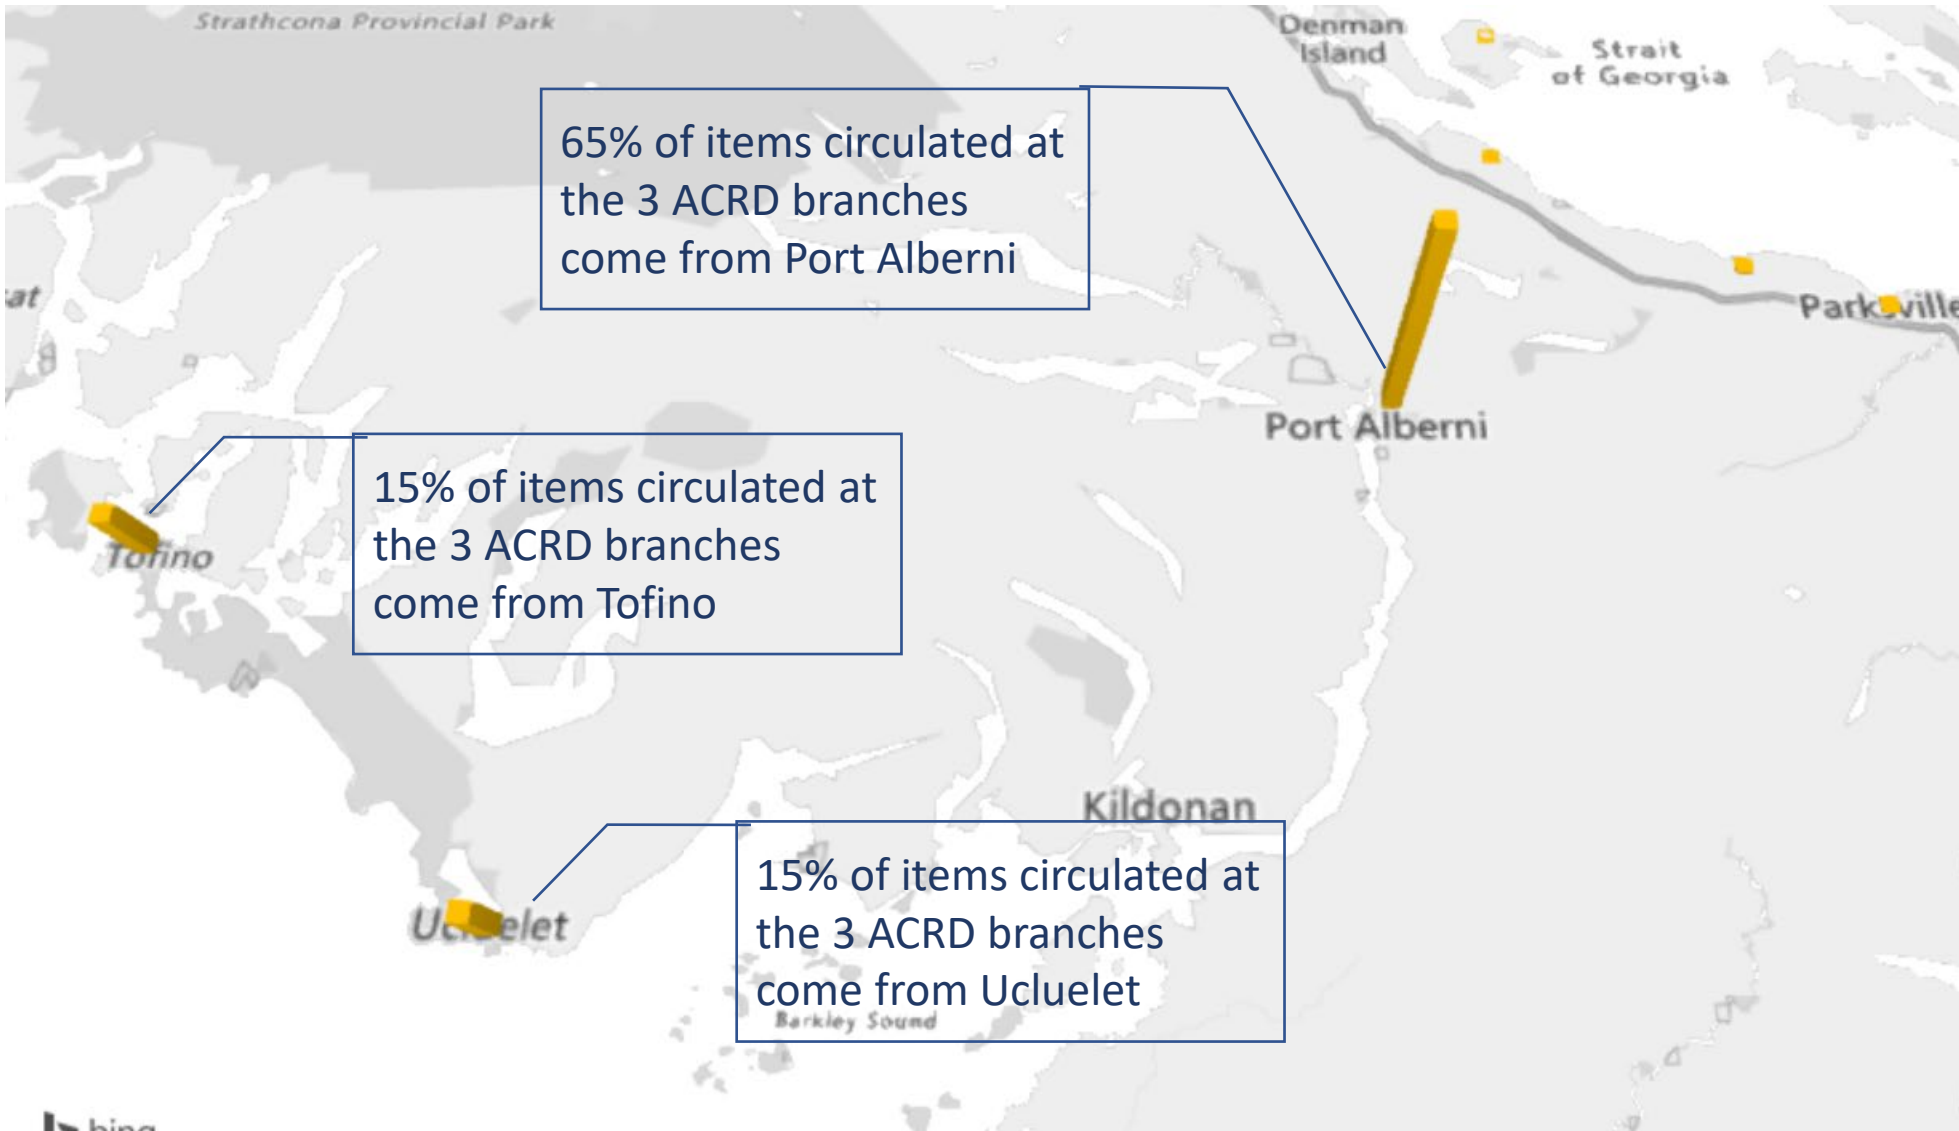 Strathcona Provincial Park
Denman
Island
Strait
of Georgia
65% of items circulated at
the 3 ACRD branches
come from Port Alberni
at
Parksville
Port Alberni
15% of items circulated at
the 3 ACRD branches
come from Tofino
Tofino
Kildonan
15% of items circulated at
the 3 ACRD branches
come from Ucluelet
Ucluelet
Barkley Sound
bing